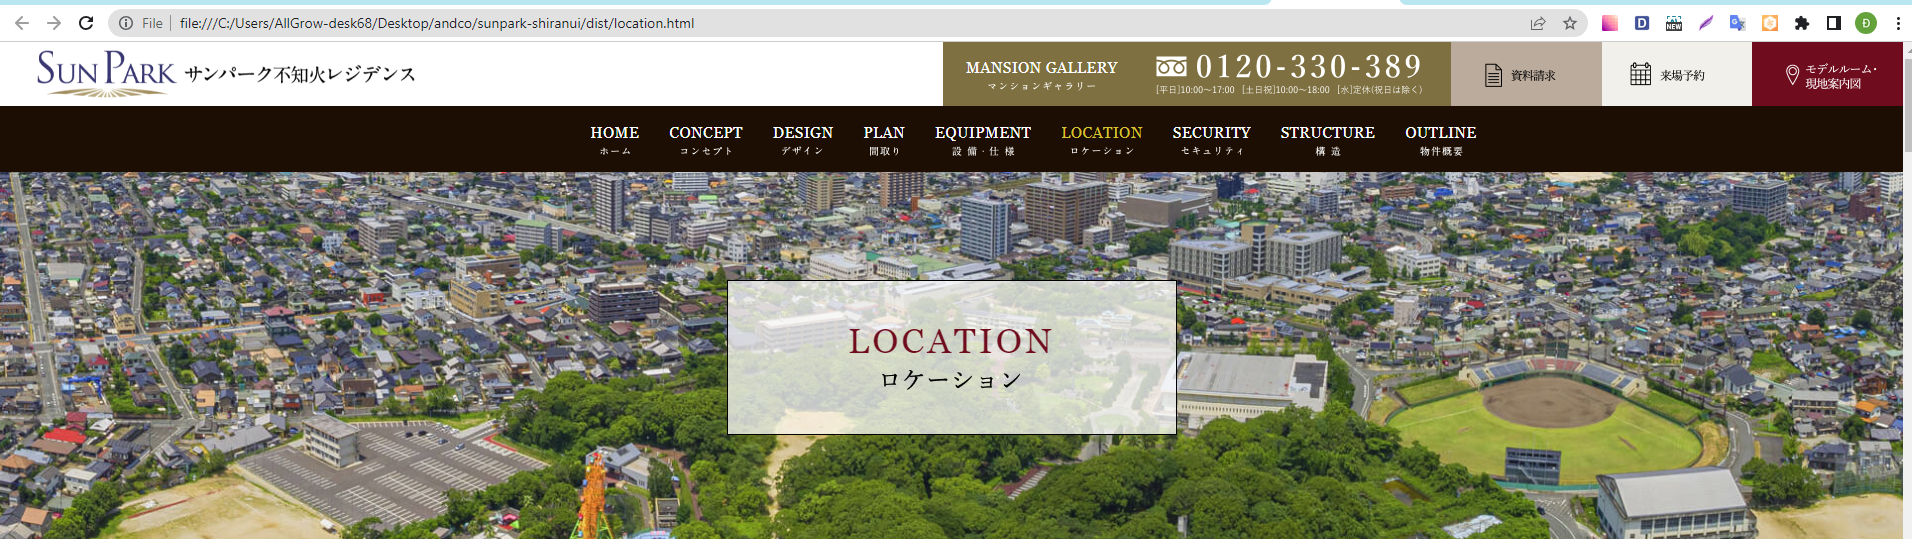 File
file:///C:/Users/AllGrow-desk68/Desktop/andco/sunpark-shiranui/dist/location.html
D
NEW
G
Đ
SUN PARK サンパーク不知火レジデンス
MANSION GALLERY
マンションギャラリー
0120-330-389
[平日]10:00～17:00 [土日祝]10:00～18:00 [水]定休(祝日は除く)
資料請求
来場予約
モデルルーム・
現地案内図
HOME
ホーム
CONCEPT
コンセプト
DESIGN
デザイン
PLAN
間取り
EQUIPMENT
設備・仕様
LOCATION
ロケーション
SECURITY
セキュリティ
STRUCTURE
構造
OUTLINE
物件概要
LOCATION
ロケーション